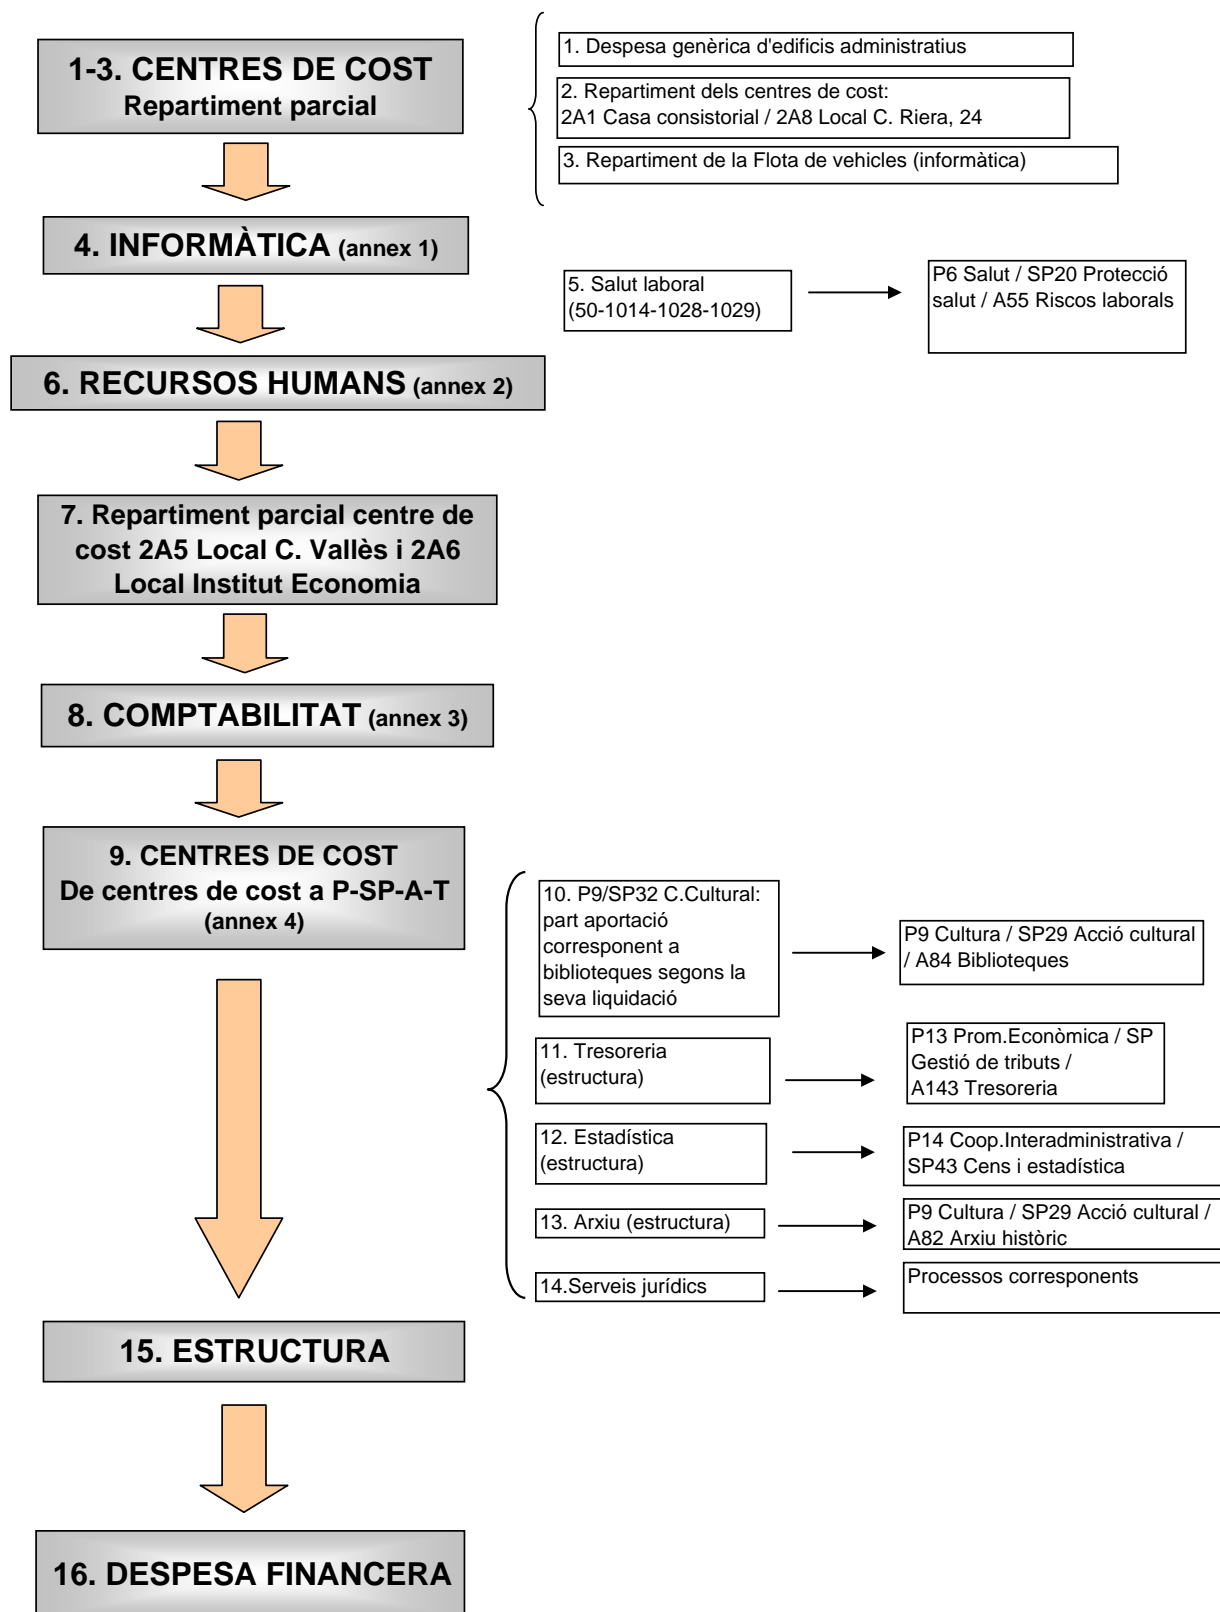 1-3. CENTRES DE COST
Repartiment parcial
1. Despesa genèrica d'edificis administratius
2. Repartiment dels centres de cost:
2A1 Casa consistorial / 2A8 Local C. Riera, 24
3. Repartiment de la Flota de vehicles (informàtica)
4. INFORMÀTICA (annex 1)
5. Salut laboral
(50-1014-1028-1029)
P6 Salut / SP20 Protecció
salut / A55 Riscos laborals
6. RECURSOS HUMANS (annex 2)
7. Repartiment parcial centre de
cost 2A5 Local C. Vallès i 2A6
Local Institut Economia
8. COMPTABILITAT (annex 3)
9. CENTRES DE COST
De centres de cost a P-SP-A-T
(annex 4)
10. P9/SP32 C.Cultural:
part aportació
corresponent a
biblioteques segons la
seva liquidació
P9 Cultura / SP29 Acció cultural
/ A84 Biblioteques
11. Tresoreria
(estructura)
P13 Prom.Econòmica / SP
Gestió de tributs /
A143 Tresoreria
12. Estadística
(estructura)
P14 Coop.Interadministrativa /
SP43 Cens i estadística
13. Arxiu (estructura)
P9 Cultura / SP29 Acció cultural /
A82 Arxiu històric
14.Serveis jurídics
Processos corresponents
15. ESTRUCTURA
16. DESPESA FINANCERA